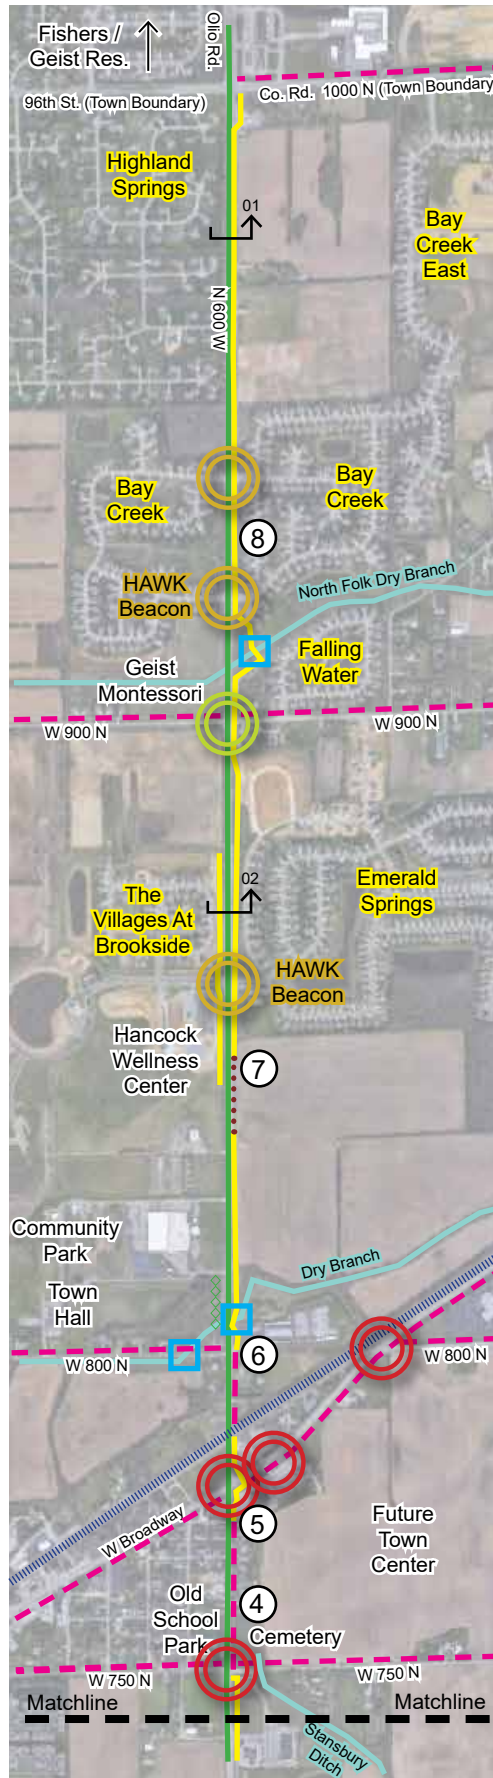 Fishers /
Geist Res.
Olio Rd.
96th St. (Town Boundary)
Co. Rd.  1000 N (Town Boundary
Highland
Springs
01
Bay
Creek
East
N 600 W
Bay
Creek
Bay
Creek
8
HAWK
Beacon
North Folk Dry Branch
Falling
Water
Geist
Montessori
W 900 N
W 900 N
02
The
Villages At
Brookside
Emerald
Springs
HAWK
Beacon
Hancock
Wellness
Center
7
Community
Park
Town
Hall
Dry Branch
W 800 N
6
W 800 N
W Broadway
5
Future
Town
Center
Old
School
Park
4
Cemetery
W 750 N
W 750 N
Matchline
Matchline
Stansbury
Ditch